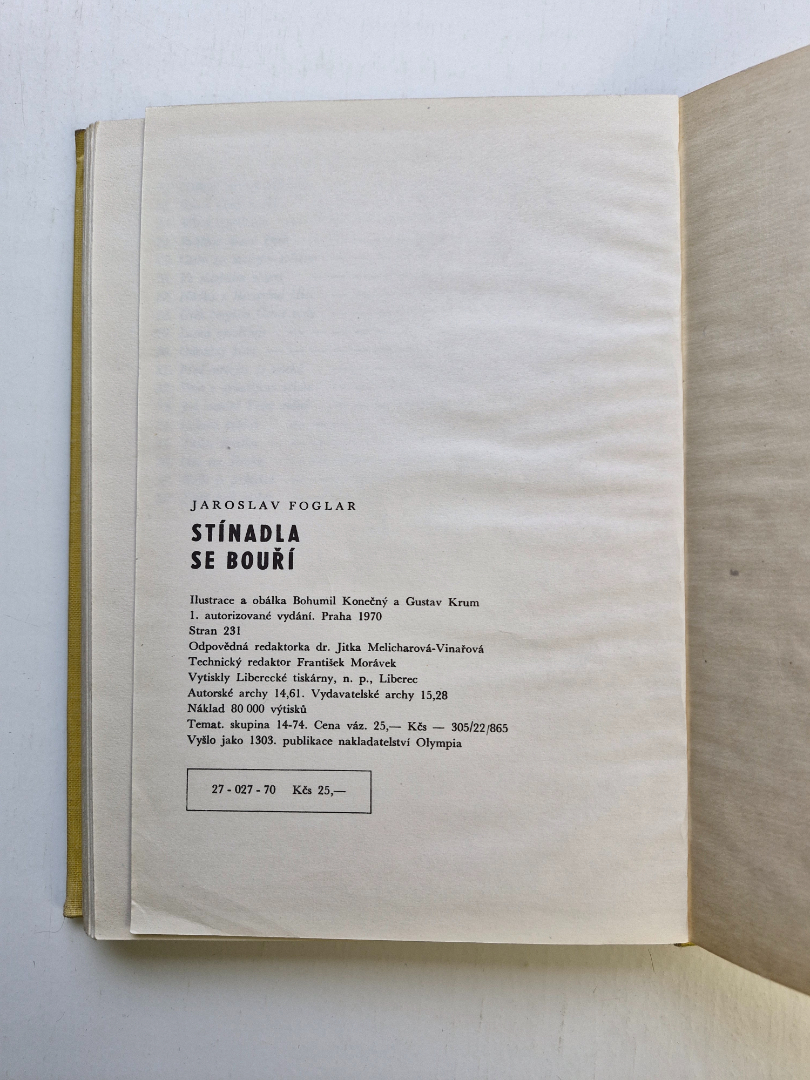 JAROSLAV FOGLAR
STÍNADLA
SE BOUŘÍ
Ilustrace a obálka Bohumil Konečný a Gustav Krum
1. autorizované vydání. Praha 1970
Stran 231
Odpovědná redaktorka dr. Jitka Melicharová-Vinařová
Technický redaktor František Morávek
Vytiskly Liberecké tiskárny, n. p., Liberec
Autorské archy 14,61. Vydavatelské archy 15,28
Náklad 80 000 výtisků
Temat. skupina 14-74. Cena váz. 25,— Kčs — 305/22/865
Vyšlo jako 1303. publikace nakladatelství Olympia
27 - 027 - 70 Kčs 25,—